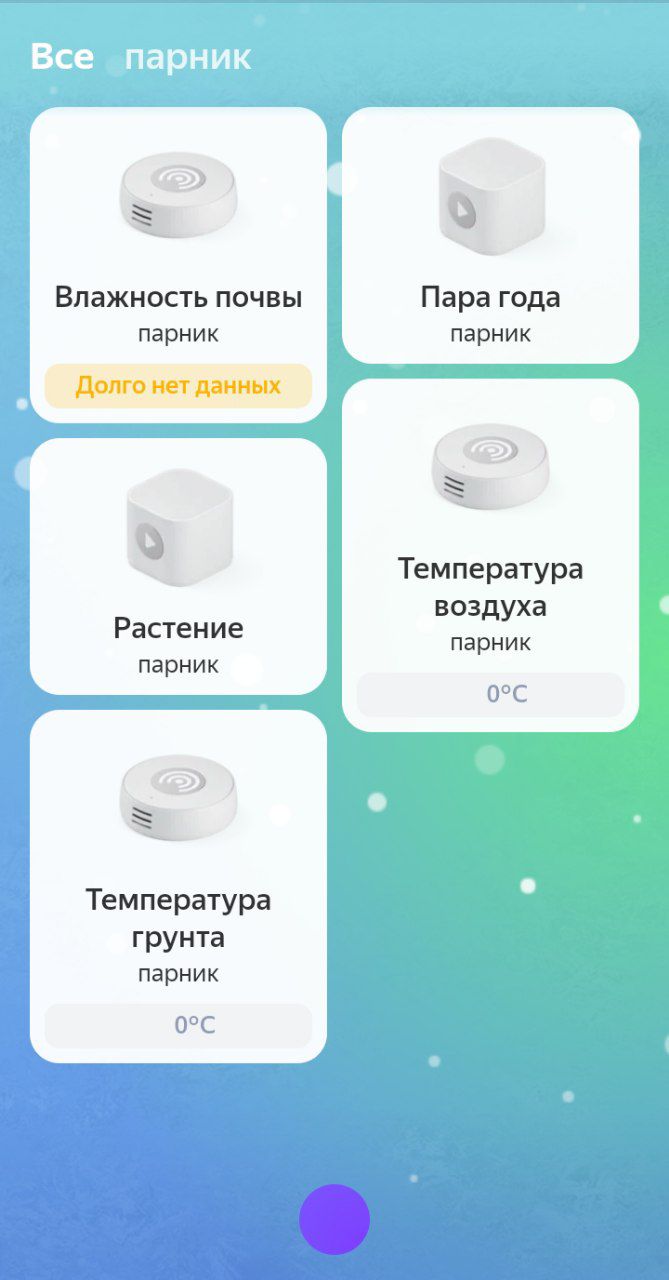 Все парник
Влажность почвы
парник
Долго нет данных
Пара года
парник
Растение
парник
Температура
воздуха
парник
0°C
Температура
грунта
парник
0°C